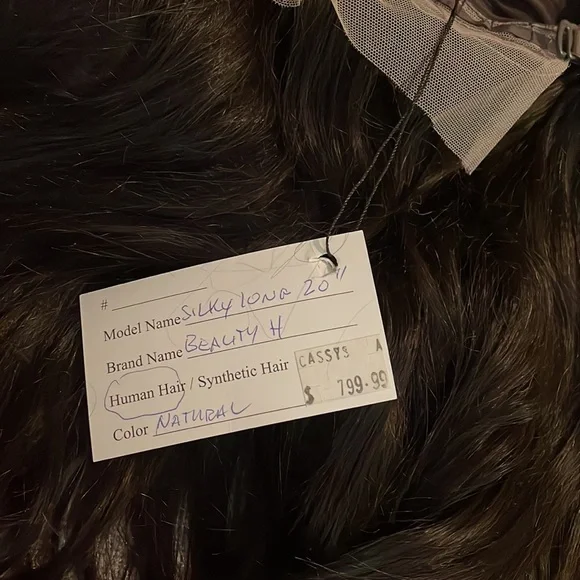 #
Model Name SILKY LONG 20"
Brand Name BEAUTY H
Human Hair / Synthetic Hair
Color NATURAL
CASSYS A
$ 799.99